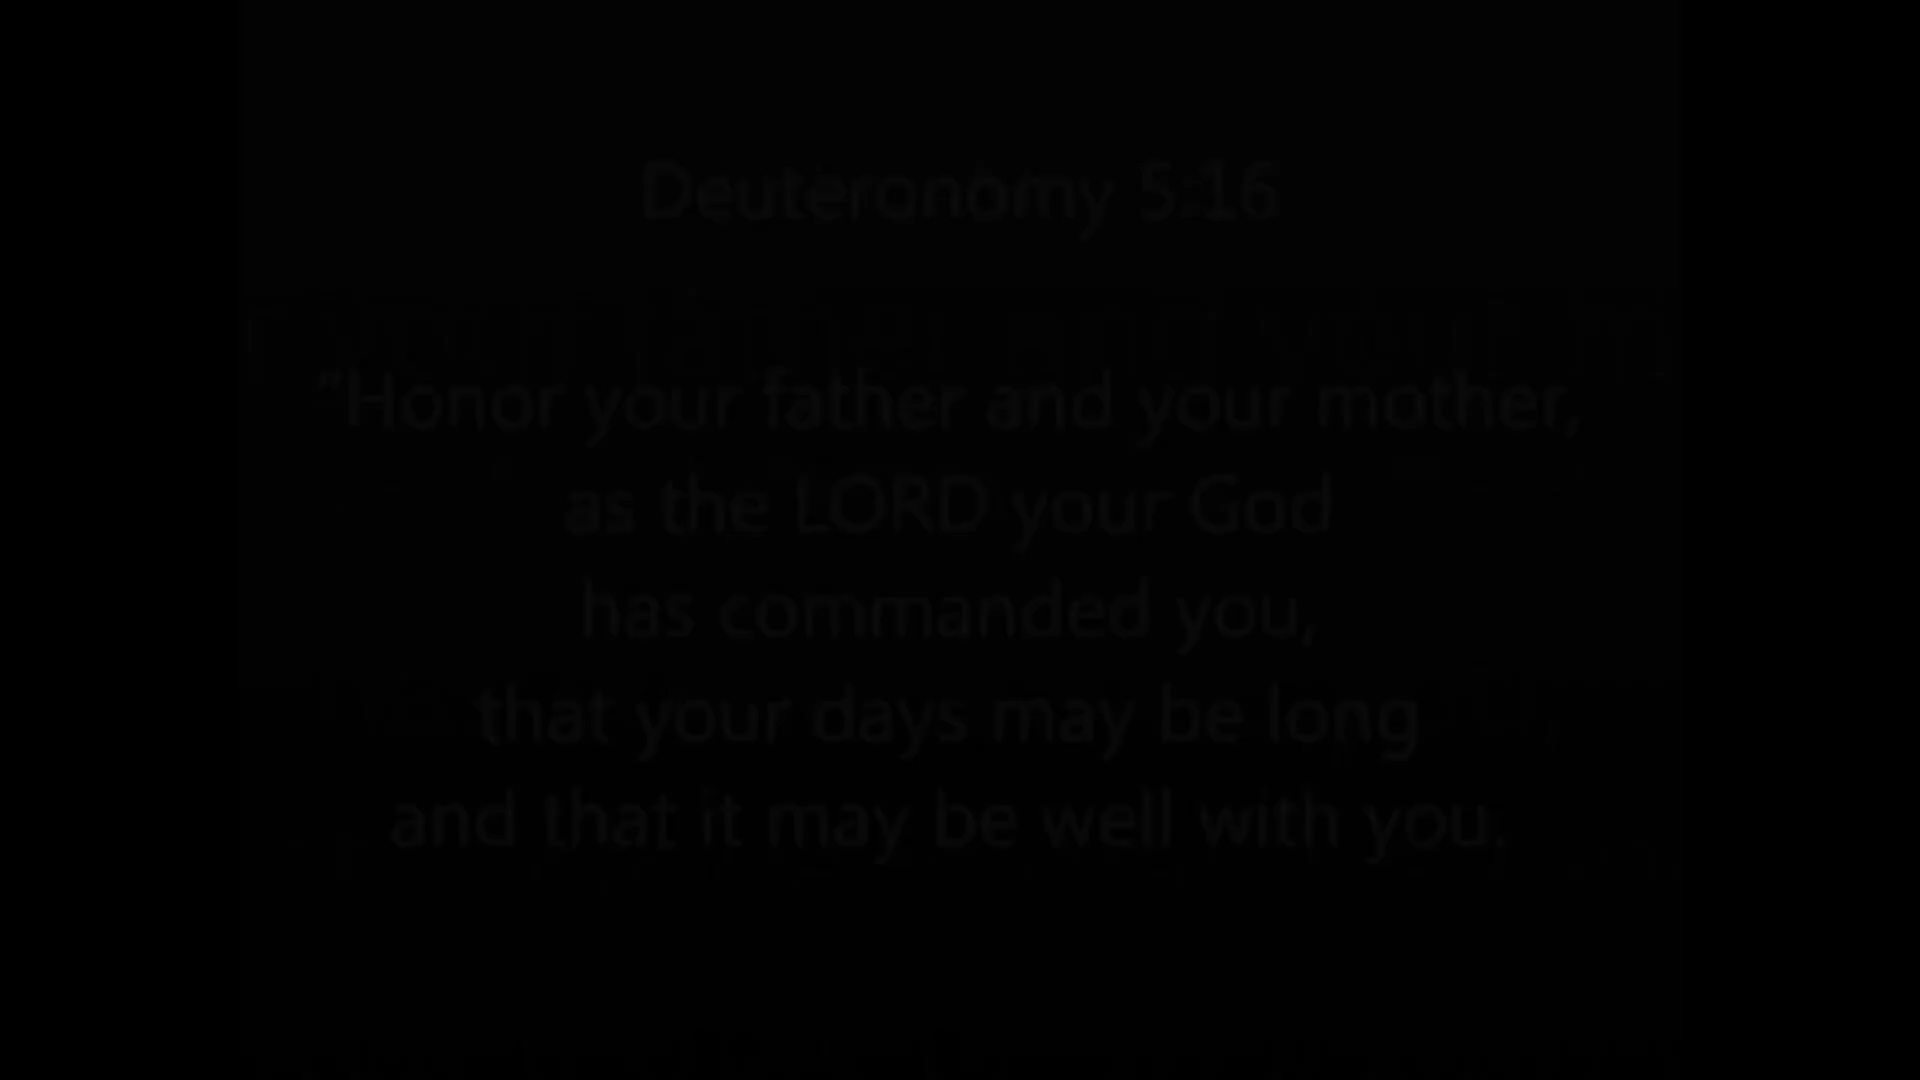 Deuteronomy 5:16
"Honor your father and your mother,
as the LORD your God
has commanded you,
that your days may be long
and that it may be well with you.